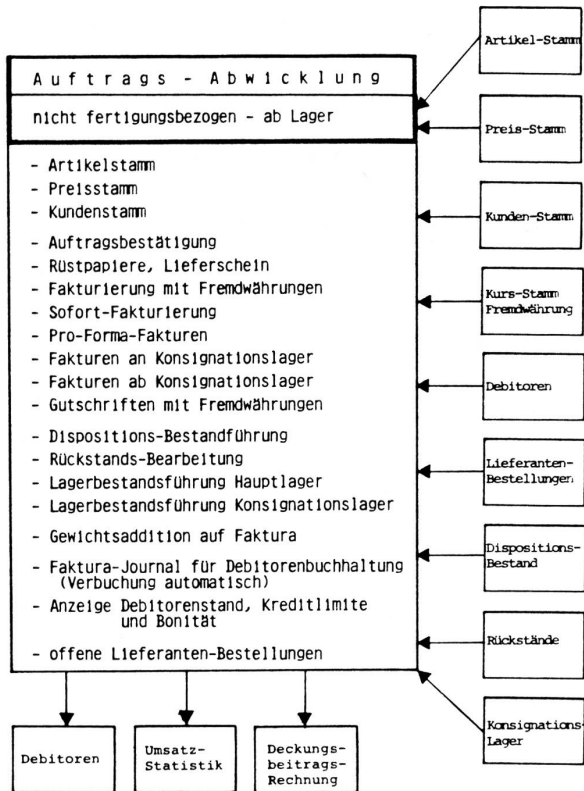 Auftrags - Abwicklung
nicht fertigungsbezogen - ab Lager
- Artikelstamm
- Preisstamm
- Kundenstamm
- Auftragsbestätigung
- Rüstpapiere, Lieferschein
- Fakturierung mit Fremdwährungen
- Sofort-Fakturierung
- Pro-Forma-Fakturen
- Fakturen an Konsignationslager
- Fakturen ab Konsignationslager
- Gutschriften mit Fremdwährungen
- Dispositions-Bestandführung
- Rückstands-Bearbeitung
- Lagerbestandsführung Hauptlager
- Lagerbestandsführung Konsignationslager
- Gewichtsaddition auf Faktura
- Faktura-Journal für Debitorenbuchhaltung
(Verbuchung automatisch)
- Anzeige Debitorenstand, Kreditlimite
und Bonität
- offene Lieferanten-Bestellungen
Artikel-Stamm
Preis-Stamm
Kunden-Stamm
Kurs-Stamm
Fremdwährung
Debitoren
Lieferanten-
Bestellungen
Dispositions-
Bestand
Rückstände
Konsignations-
Lager
Debitoren
Umsatz-
Statistik
Deckungs-
beitrags-
Rechnung